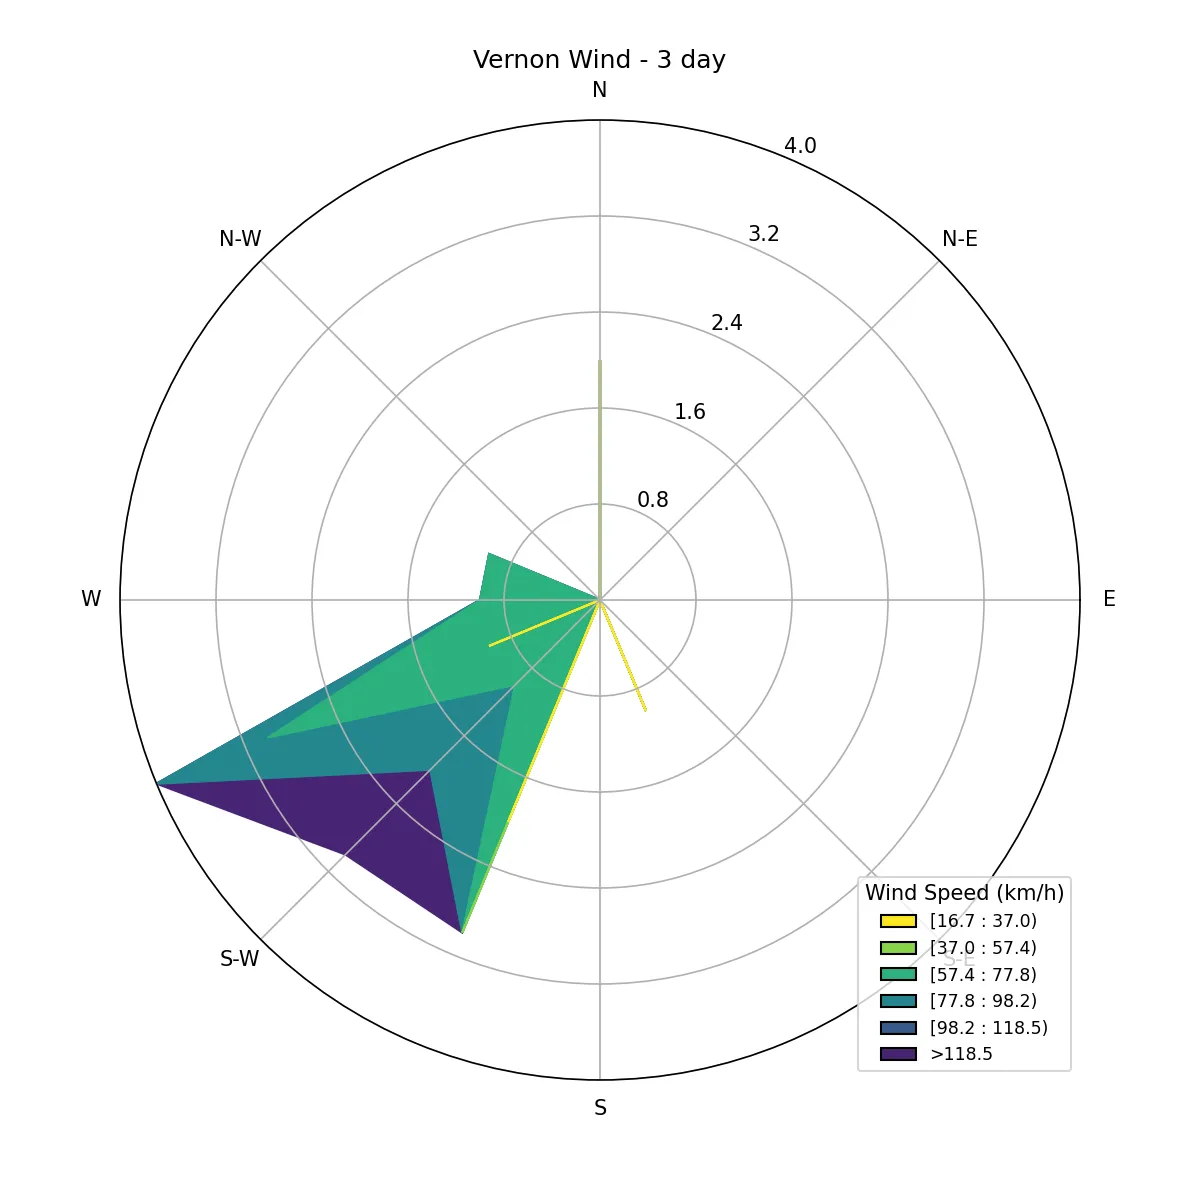 Vernon Wind - 3 day
N
4.0
N-W
3.2
N-E
2.4
1.6
0.8
W
E
S-W
S-E
S
Wind Speed (km/h)
[16.7 : 37.0)
[37.0 : 57.4)
[57.4 : 77.8)
[77.8 : 98.2)
[98.2 : 118.5)
>118.5